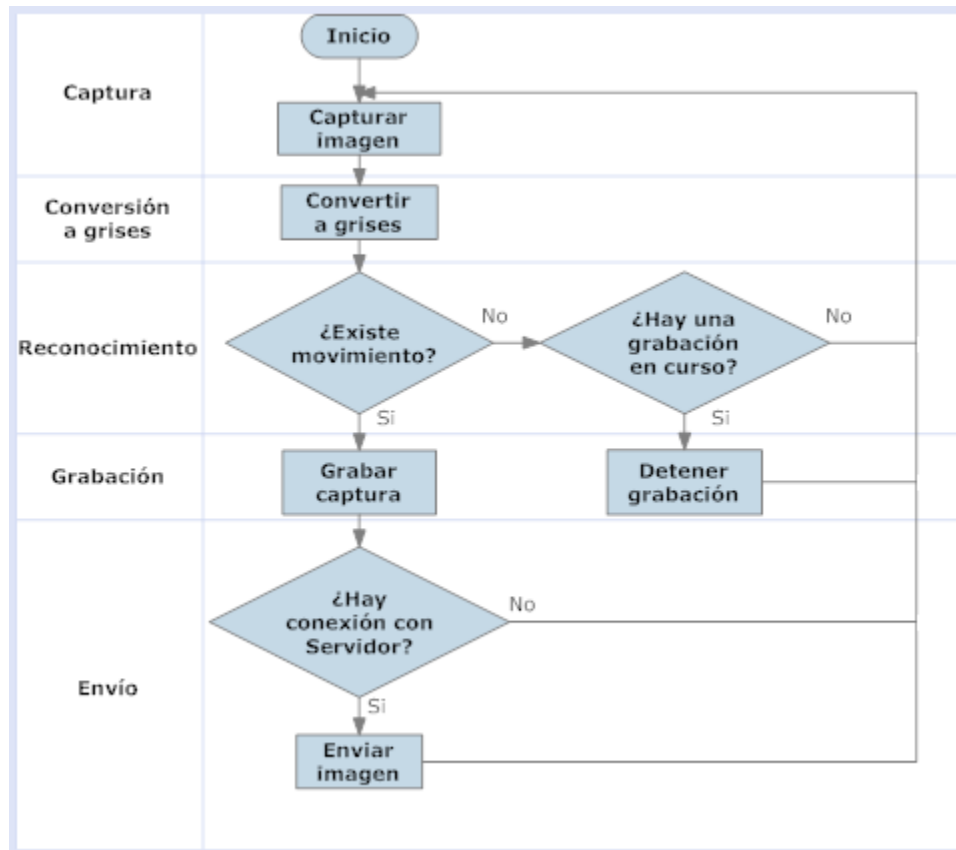 Inicio
Captura
Capturar
imagen
Conversión
a grises
Convertir
a grises
Reconocimiento
¿Existe
movimiento?
No
¿Hay una
grabación
en curso?
No
Si
Si
Grabación
Grabar
captura
Detener
grabación
Envío
¿Hay
conexión con
Servidor?
No
Si
Enviar
imagen